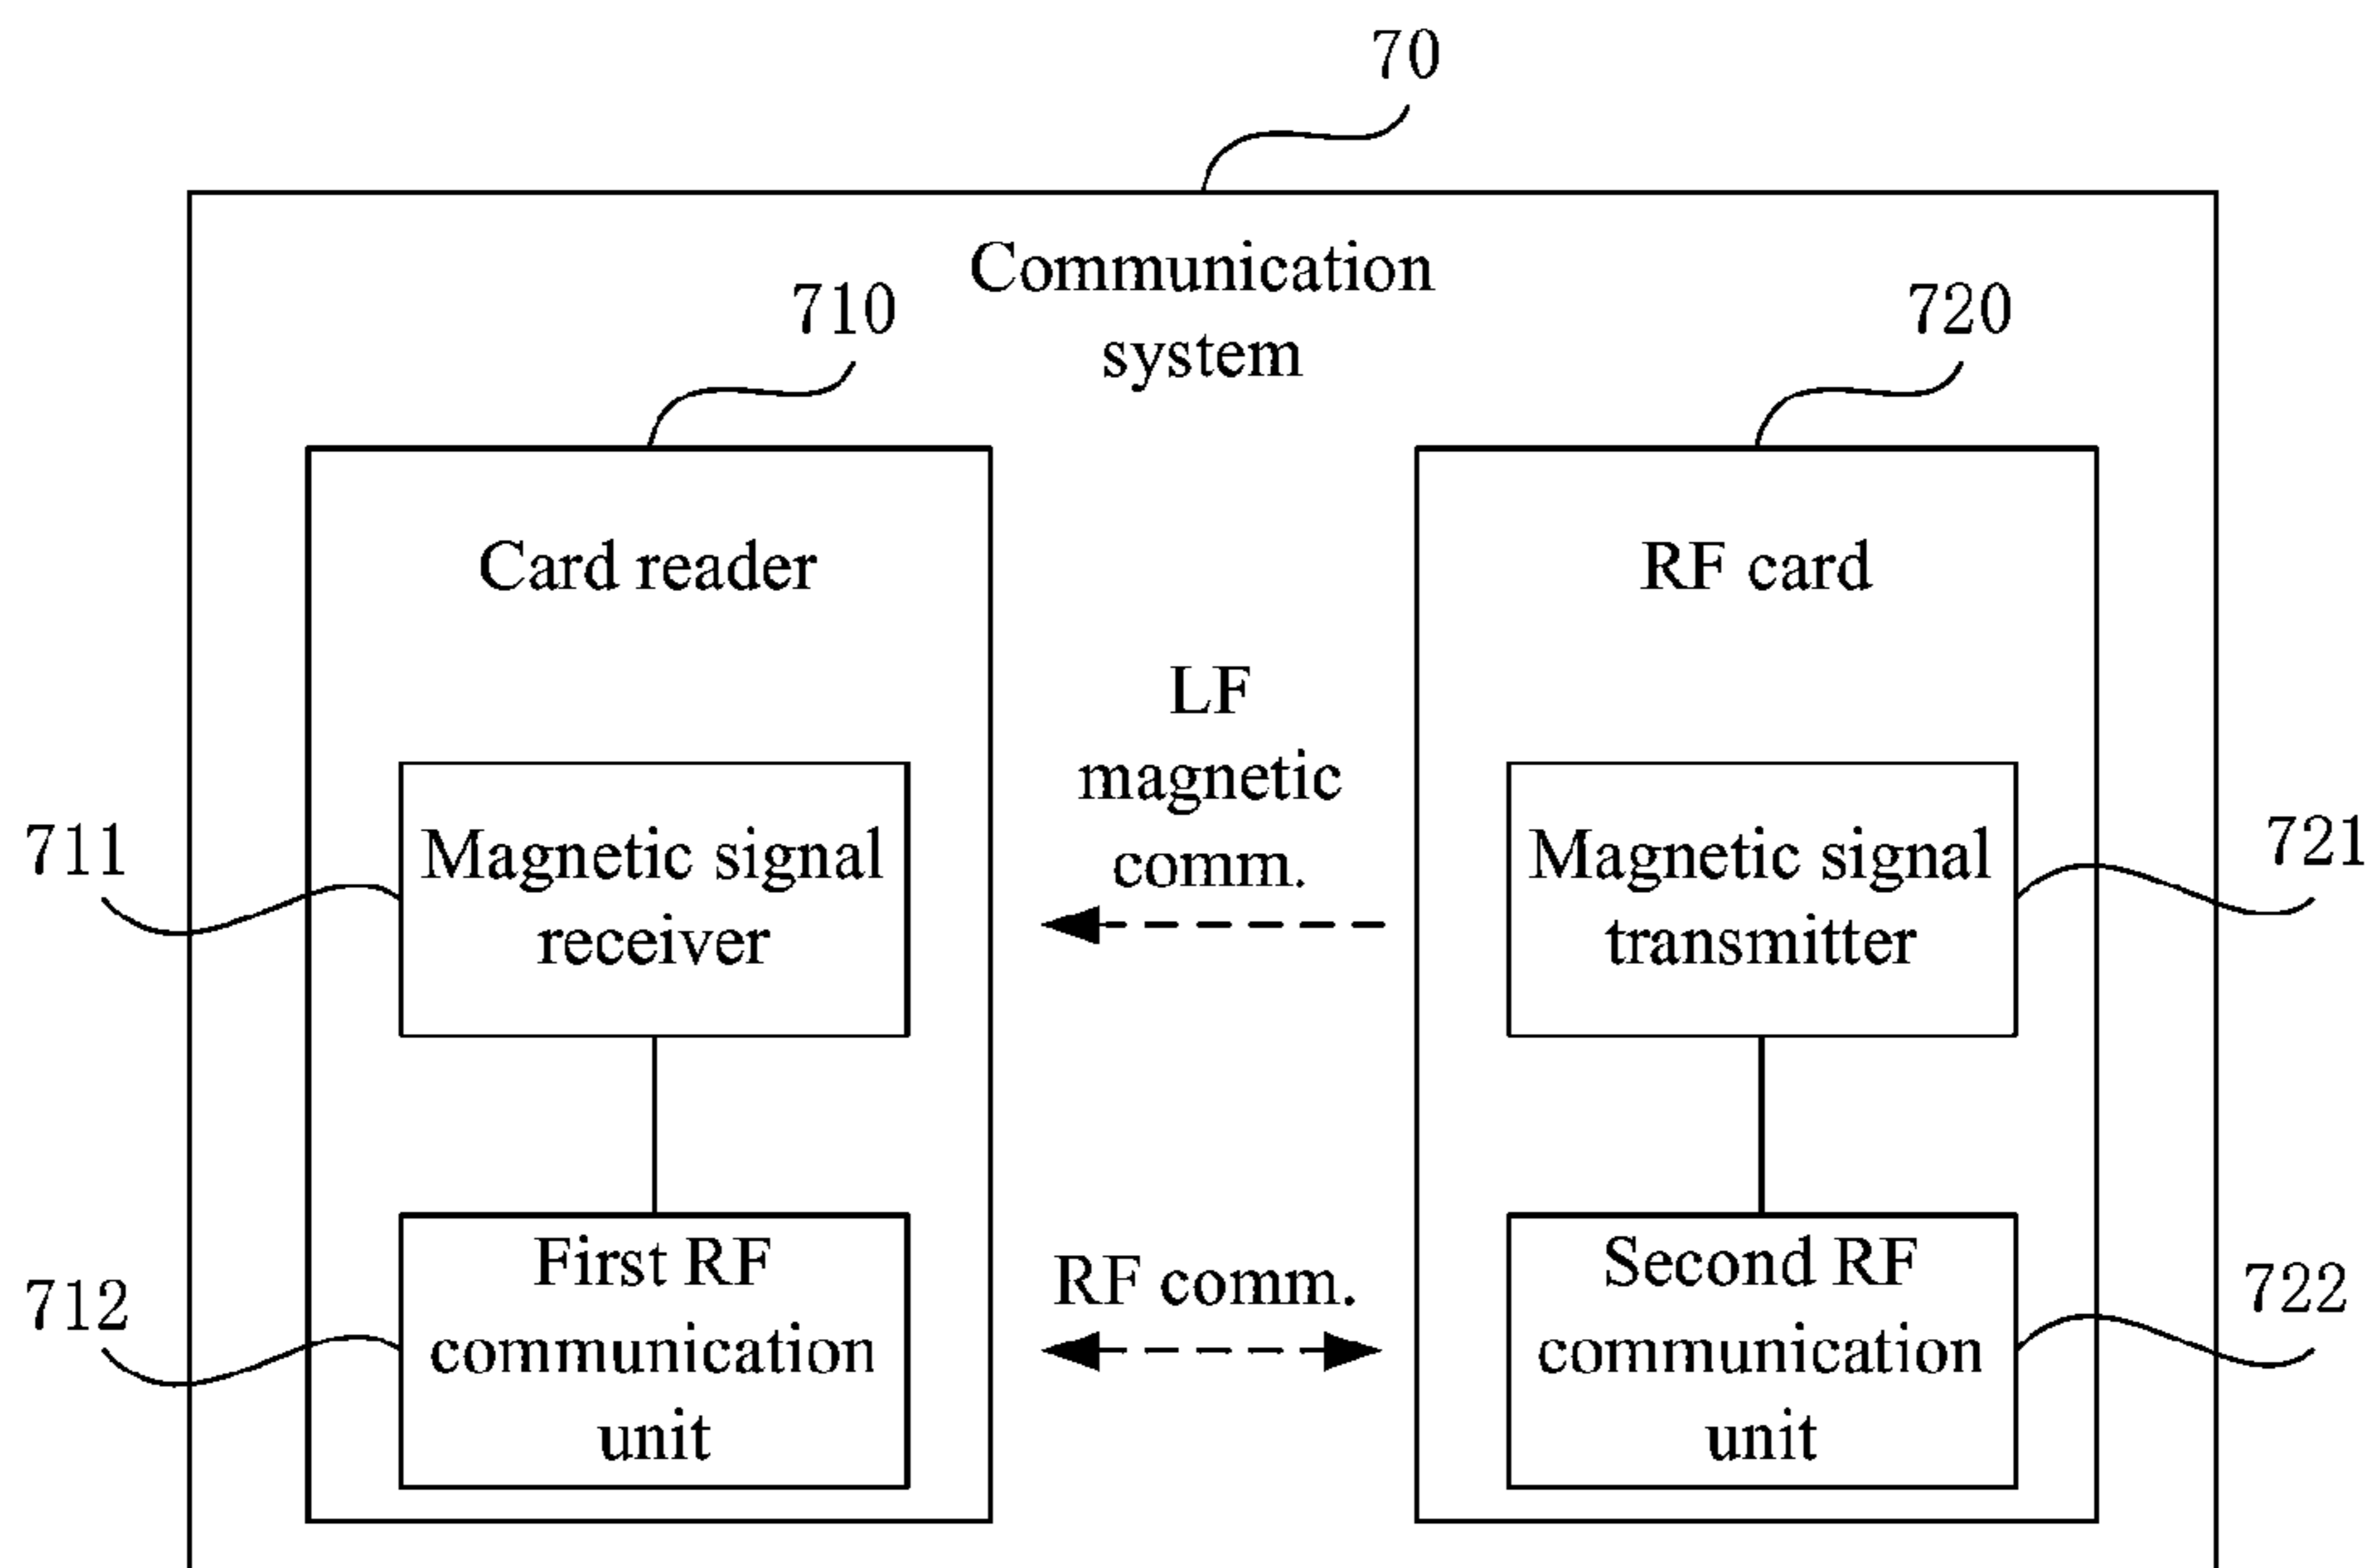 70
Communication
system
710
720
Card reader
RF card
LF
magnetic
comm.
711
Magnetic signal
receiver
Magnetic signal
transmitter
721
712
First RF
communication
unit
RF comm.
Second RF
communication
unit
722